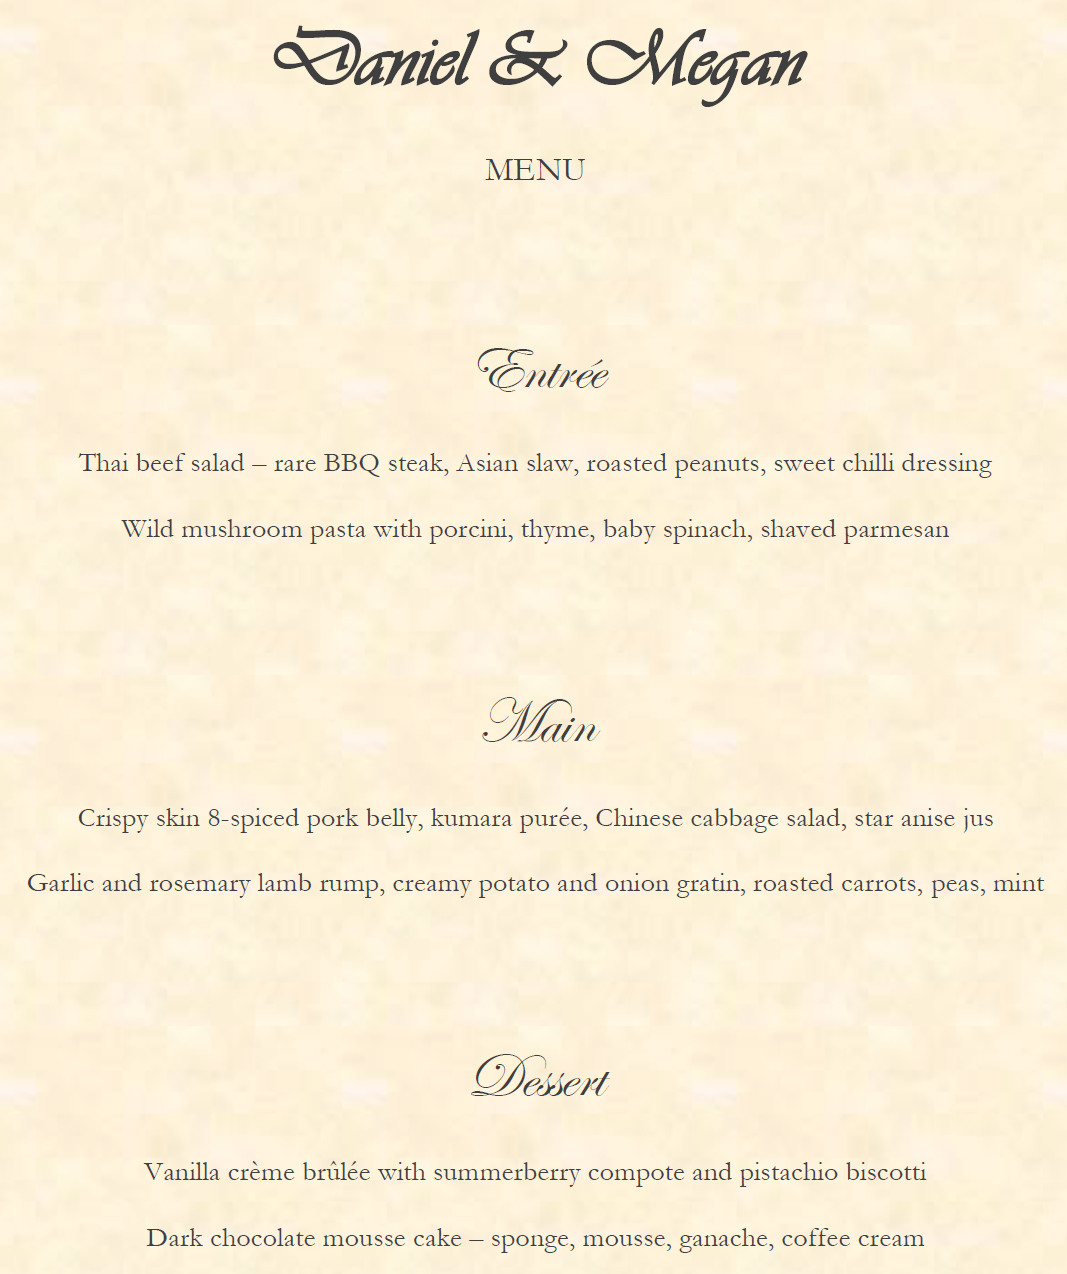 Daniel & Megan
MENU
Entrée
Thai beef salad – rare BBQ steak, Asian slaw, roasted peanuts, sweet chilli dressing
Wild mushroom pasta with porcini, thyme, baby spinach, shaved parmesan
Main
Crispy skin 8-spiced pork belly, kumara purée, Chinese cabbage salad, star anise jus
Garlic and rosemary lamb rump, creamy potato and onion gratin, roasted carrots, peas, mint
Dessert
Vanilla crème brûlée with summerberry compote and pistachio biscotti
Dark chocolate mousse cake – sponge, mousse, ganache, coffee cream